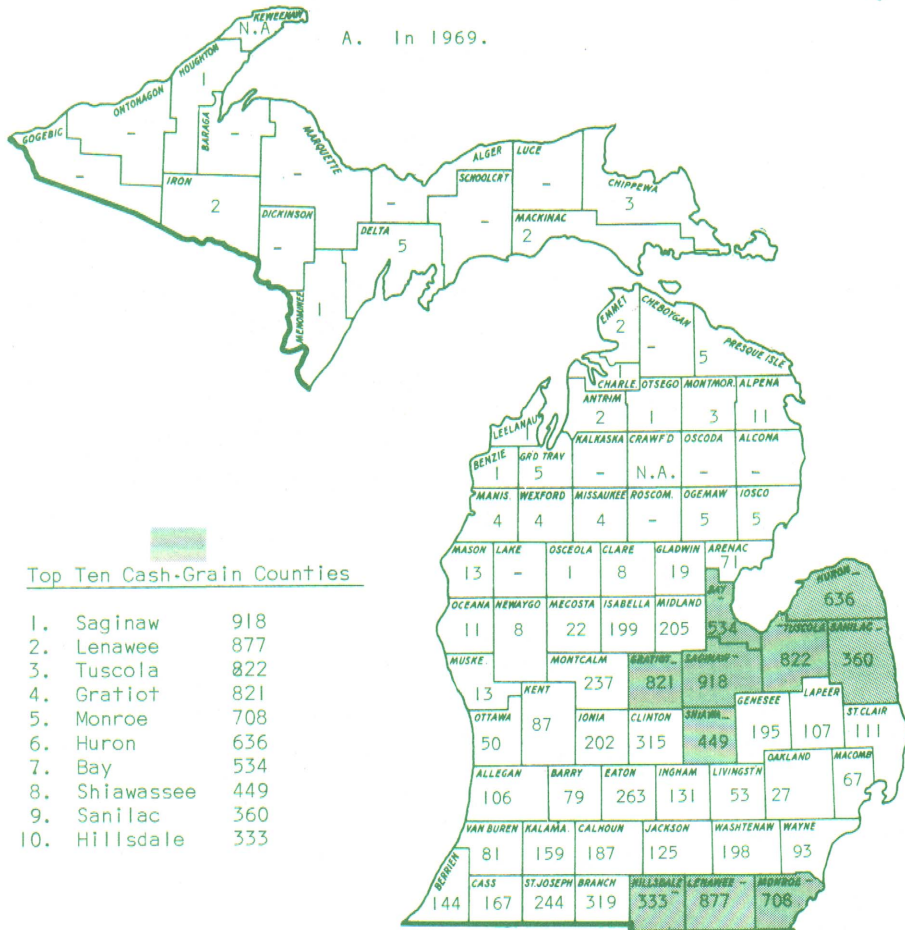 A. In 1969.
KEWEENAW
N.A.
HOUGHTON
1
ONTONAGON
-
BARAGA
-
GOGEBIC
-
MARQUETTE
-
ALGER
-
LUCE
-
SCHOOLCRT
-
CHIPPEWA
3
IRON
2
DICKINSON
-
MACKINAC
2
DELTA
5
MENOMINEE
1
EMMET
2
CHEBOYGAN
-
PRESQUE ISLE
5
CHARLE.
1
OTSEGO
1
MONTMOR.
3
ALPENA
11
ANTRIM
2
LEELANAU
1
BENZIE
1
GR'D TRAV
5
KALKASKA
-
CRAWF'D
N.A.
OSCODA
-
ALCONA
-
MANIS.
4
WEXFORD
4
MISSAUKEE
4
ROSCOM.
-
OGEMAW
5
IOSCO
5
MASON
13
LAKE
-
OSCEOLA
1
CLARE
8
GLADWIN
19
ARENAC
71
OCEANA
11
NEWAYGO
8
MECOSTA
22
ISABELLA
199
MIDLAND
205
BAY
534
HURON
636
MUSKE.
13
MONTCALM
237
GRATIOT
821
SAGINAW
918
TUSCOLA
822
SANILAC
360
OTTAWA
50
KENT
87
IONIA
202
CLINTON
315
SHIAWA
449
GENESEE
195
LAPEER
107
ST CLAIR
111
ALLEGAN
106
BARRY
79
EATON
263
INGHAM
131
LIVINGST'N
53
OAKLAND
27
MACOMB
67
VAN BUREN
81
KALAMA.
159
CALHOUN
187
JACKSON
125
WASHTENAW
198
WAYNE
93
BERRIEN
144
CASS
167
ST.JOSEPH
244
BRANCH
319
HILLSDALE
333
LENAWEE
877
MONROE
708
Top Ten Cash-Grain Counties
1. Saginaw 918
2. Lenawee 877
3. Tuscola 822
4. Gratiot 821
5. Monroe 708
6. Huron 636
7. Bay 534
8. Shiawassee 449
9. Sanilac 360
10. Hillsdale 333